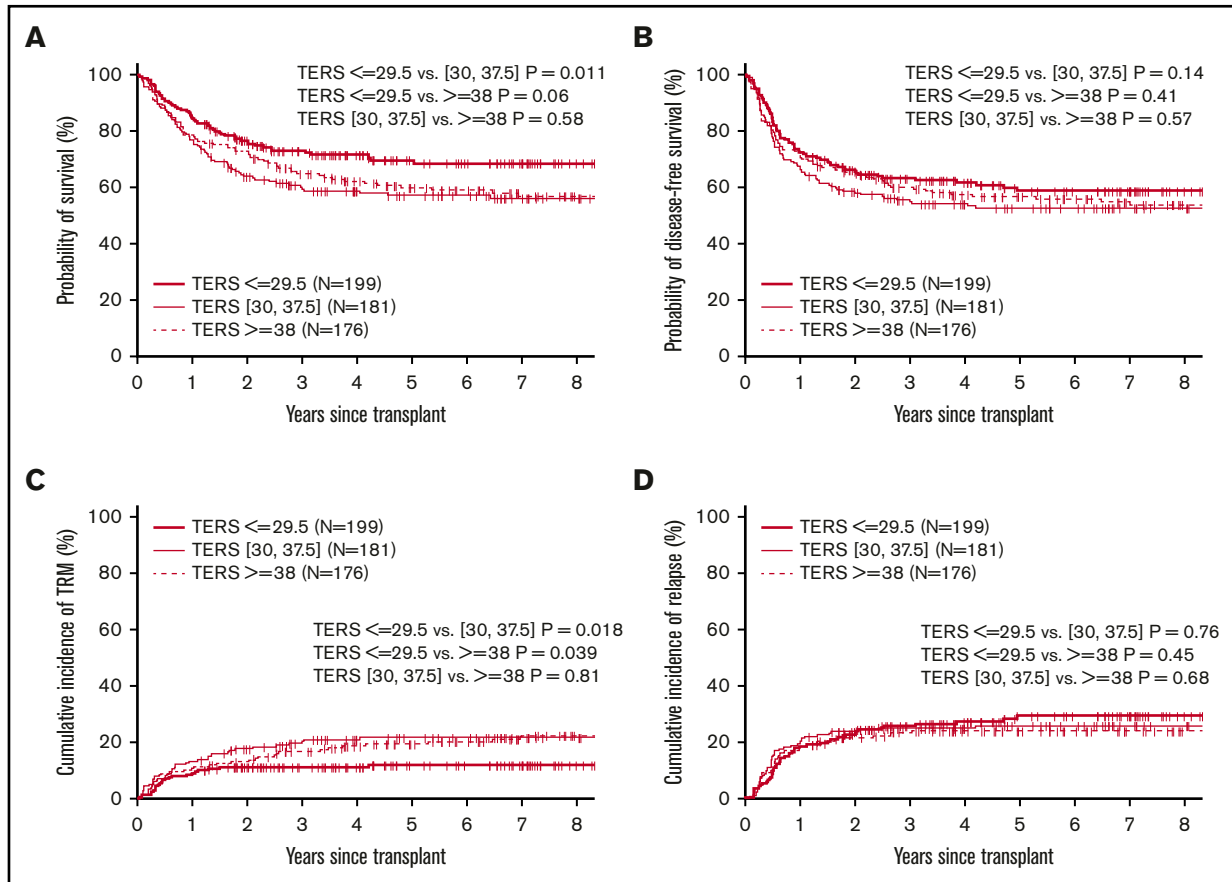 A
Probability of survival (%)
100
80
60
40
20
0
TERS <=29.5 vs. [30, 37.5] P = 0.011
TERS <=29.5 vs. >=38 P = 0.06
TERS [30, 37.5] vs. >=38 P = 0.58
TERS <=29.5 (N=199)
TERS [30, 37.5] (N=181)
TERS >=38 (N=176)
0 1 2 3 4 5 6 7 8
Years since transplant
B
Probability of disease-free survival (%)
100
80
60
40
20
0
TERS <=29.5 vs. [30, 37.5] P = 0.14
TERS <=29.5 vs. >=38 P = 0.41
TERS [30, 37.5] vs. >=38 P = 0.57
TERS <=29.5 (N=199)
TERS [30, 37.5] (N=181)
TERS >=38 (N=176)
0 1 2 3 4 5 6 7 8
Years since transplant
C
Cumulative incidence of TRM (%)
100
80
60
40
20
0
TERS <=29.5 (N=199)
TERS [30, 37.5] (N=181)
TERS >=38 (N=176)
TERS <=29.5 vs. [30, 37.5] P = 0.018
TERS <=29.5 vs. >=38 P = 0.039
TERS [30, 37.5] vs. >=38 P = 0.81
0 1 2 3 4 5 6 7 8
Years since transplant
D
Cumulative incidence of relapse (%)
100
80
60
40
20
0
TERS <=29.5 (N=199)
TERS [30, 37.5] (N=181)
TERS >=38 (N=176)
TERS <=29.5 vs. [30, 37.5] P = 0.76
TERS <=29.5 vs. >=38 P = 0.45
TERS [30, 37.5] vs. >=38 P = 0.68
0 1 2 3 4 5 6 7 8
Years since transplant